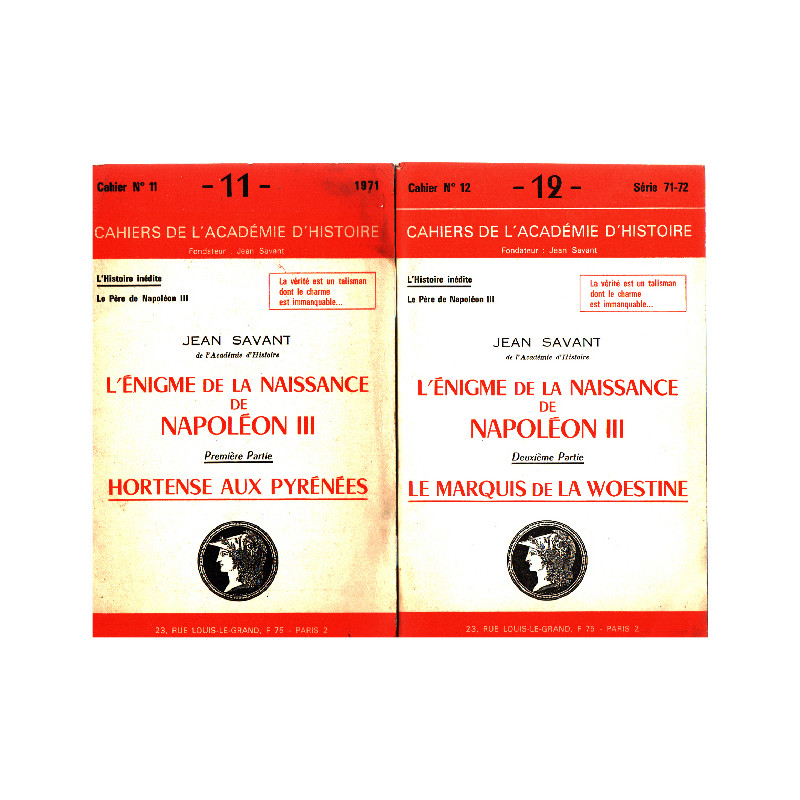 Cahier N° 11
- 11 -
1971
CAHIERS DE L'ACADÉMIE D'HISTOIRE
Fondateur : Jean Savant
L'Histoire inédite
Le Père de Napoléon III
La vérité est un talisman
dont le charme
est immanquable...
JEAN SAVANT
de l'Académie d'Histoire
L'ÉNIGME DE LA NAISSANCE
DE
NAPOLÉON III
Première Partie
HORTENSE AUX PYRÉNÉES
23, RUE LOUIS-LE-GRAND, F 75 - PARIS 2
Cahier N° 12
- 12 -
Série 71-72
CAHIERS DE L'ACADÉMIE D'HISTOIRE
Fondateur : Jean Savant
L'Histoire inédite
Le Père de Napoléon III
La vérité est un talisman
dont le charme
est immanquable...
JEAN SAVANT
de l'Académie d'Histoire
L'ÉNIGME DE LA NAISSANCE
DE
NAPOLÉON III
Deuxième Partie
LE MARQUIS DE LA WOESTINE
23, RUE LOUIS-LE-GRAND, F 75 - PARIS 2